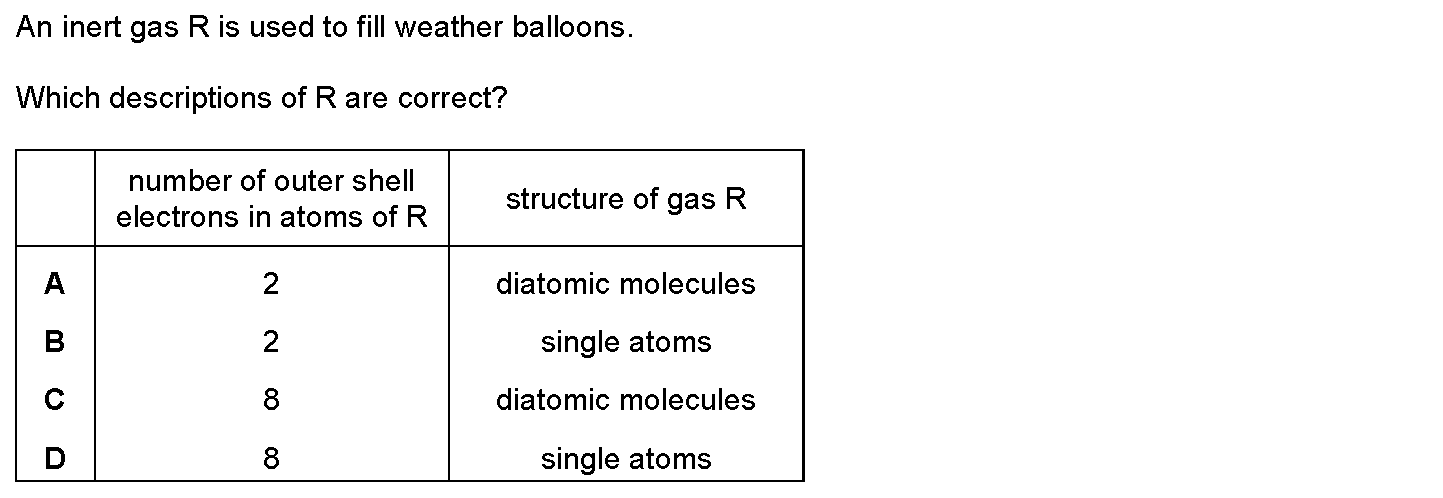 An inert gas R is used to fill weather balloons.
Which descriptions of R are correct?
number of outer shell
electrons in atoms of R
structure of gas R
A 2 diatomic molecules
B 2 single atoms
C 8 diatomic molecules
D 8 single atoms